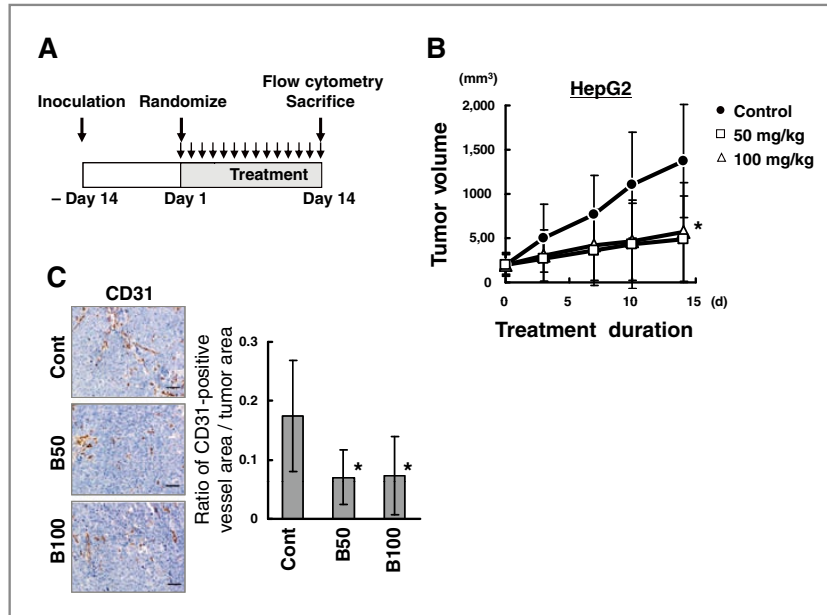 A
Inoculation
Randomize
Flow cytometry
Sacrifice
Treatment
– Day 14
Day 1
Day 14
B
(mm³)
HepG2
Tumor volume
2,000
1,500
1000
5,00
0
0
5
10
15
(d)
Treatment duration
Control
50 mg/kg
100 mg/kg
*
C
CD31
Cont
B50
B100
Ratio of CD31-positive
vessel area / tumor area
0.3
0.2
0.1
0
*
*
Cont
B50
B100